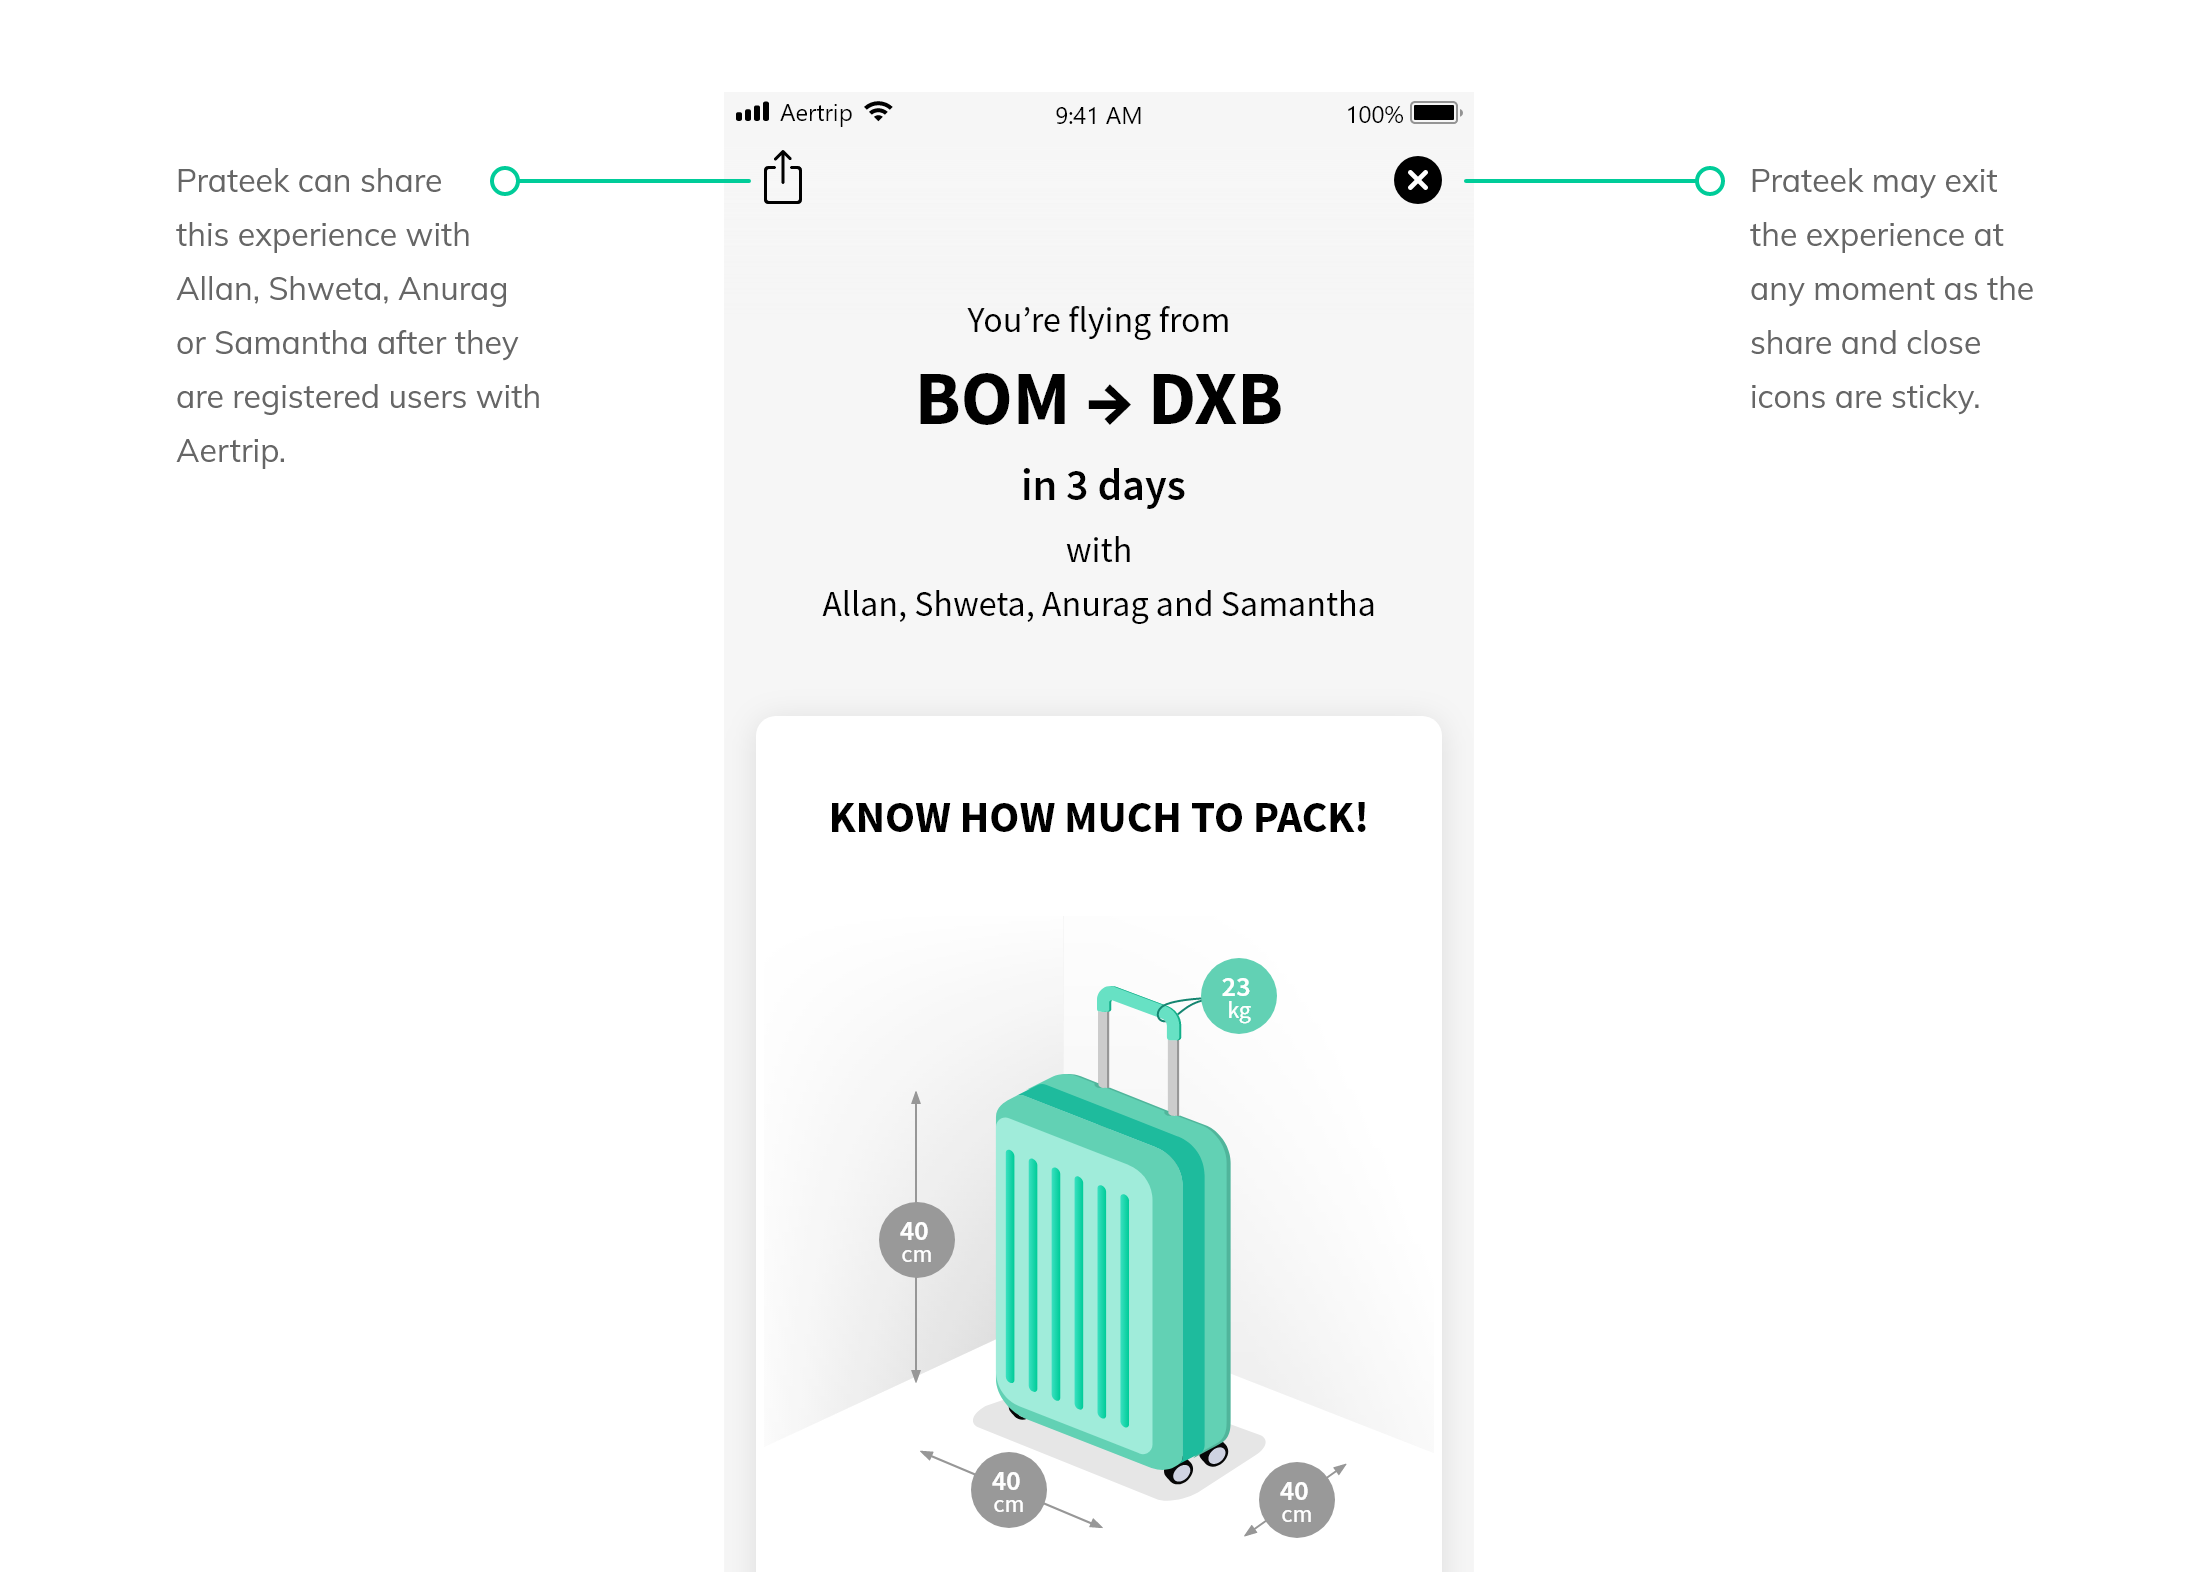 Aertrip
9:41 AM
100%
Prateek can share
this experience with
Allan, Shweta, Anurag
or Samantha after they
are registered users with
Aertrip.
Prateek may exit
the experience at
any moment as the
share and close
icons are sticky.
You’re flying from
BOM → DXB
in 3 days
with
Allan, Shweta, Anurag and Samantha
KNOW HOW MUCH TO PACK!
23
kg
40
cm
40
cm
40
cm